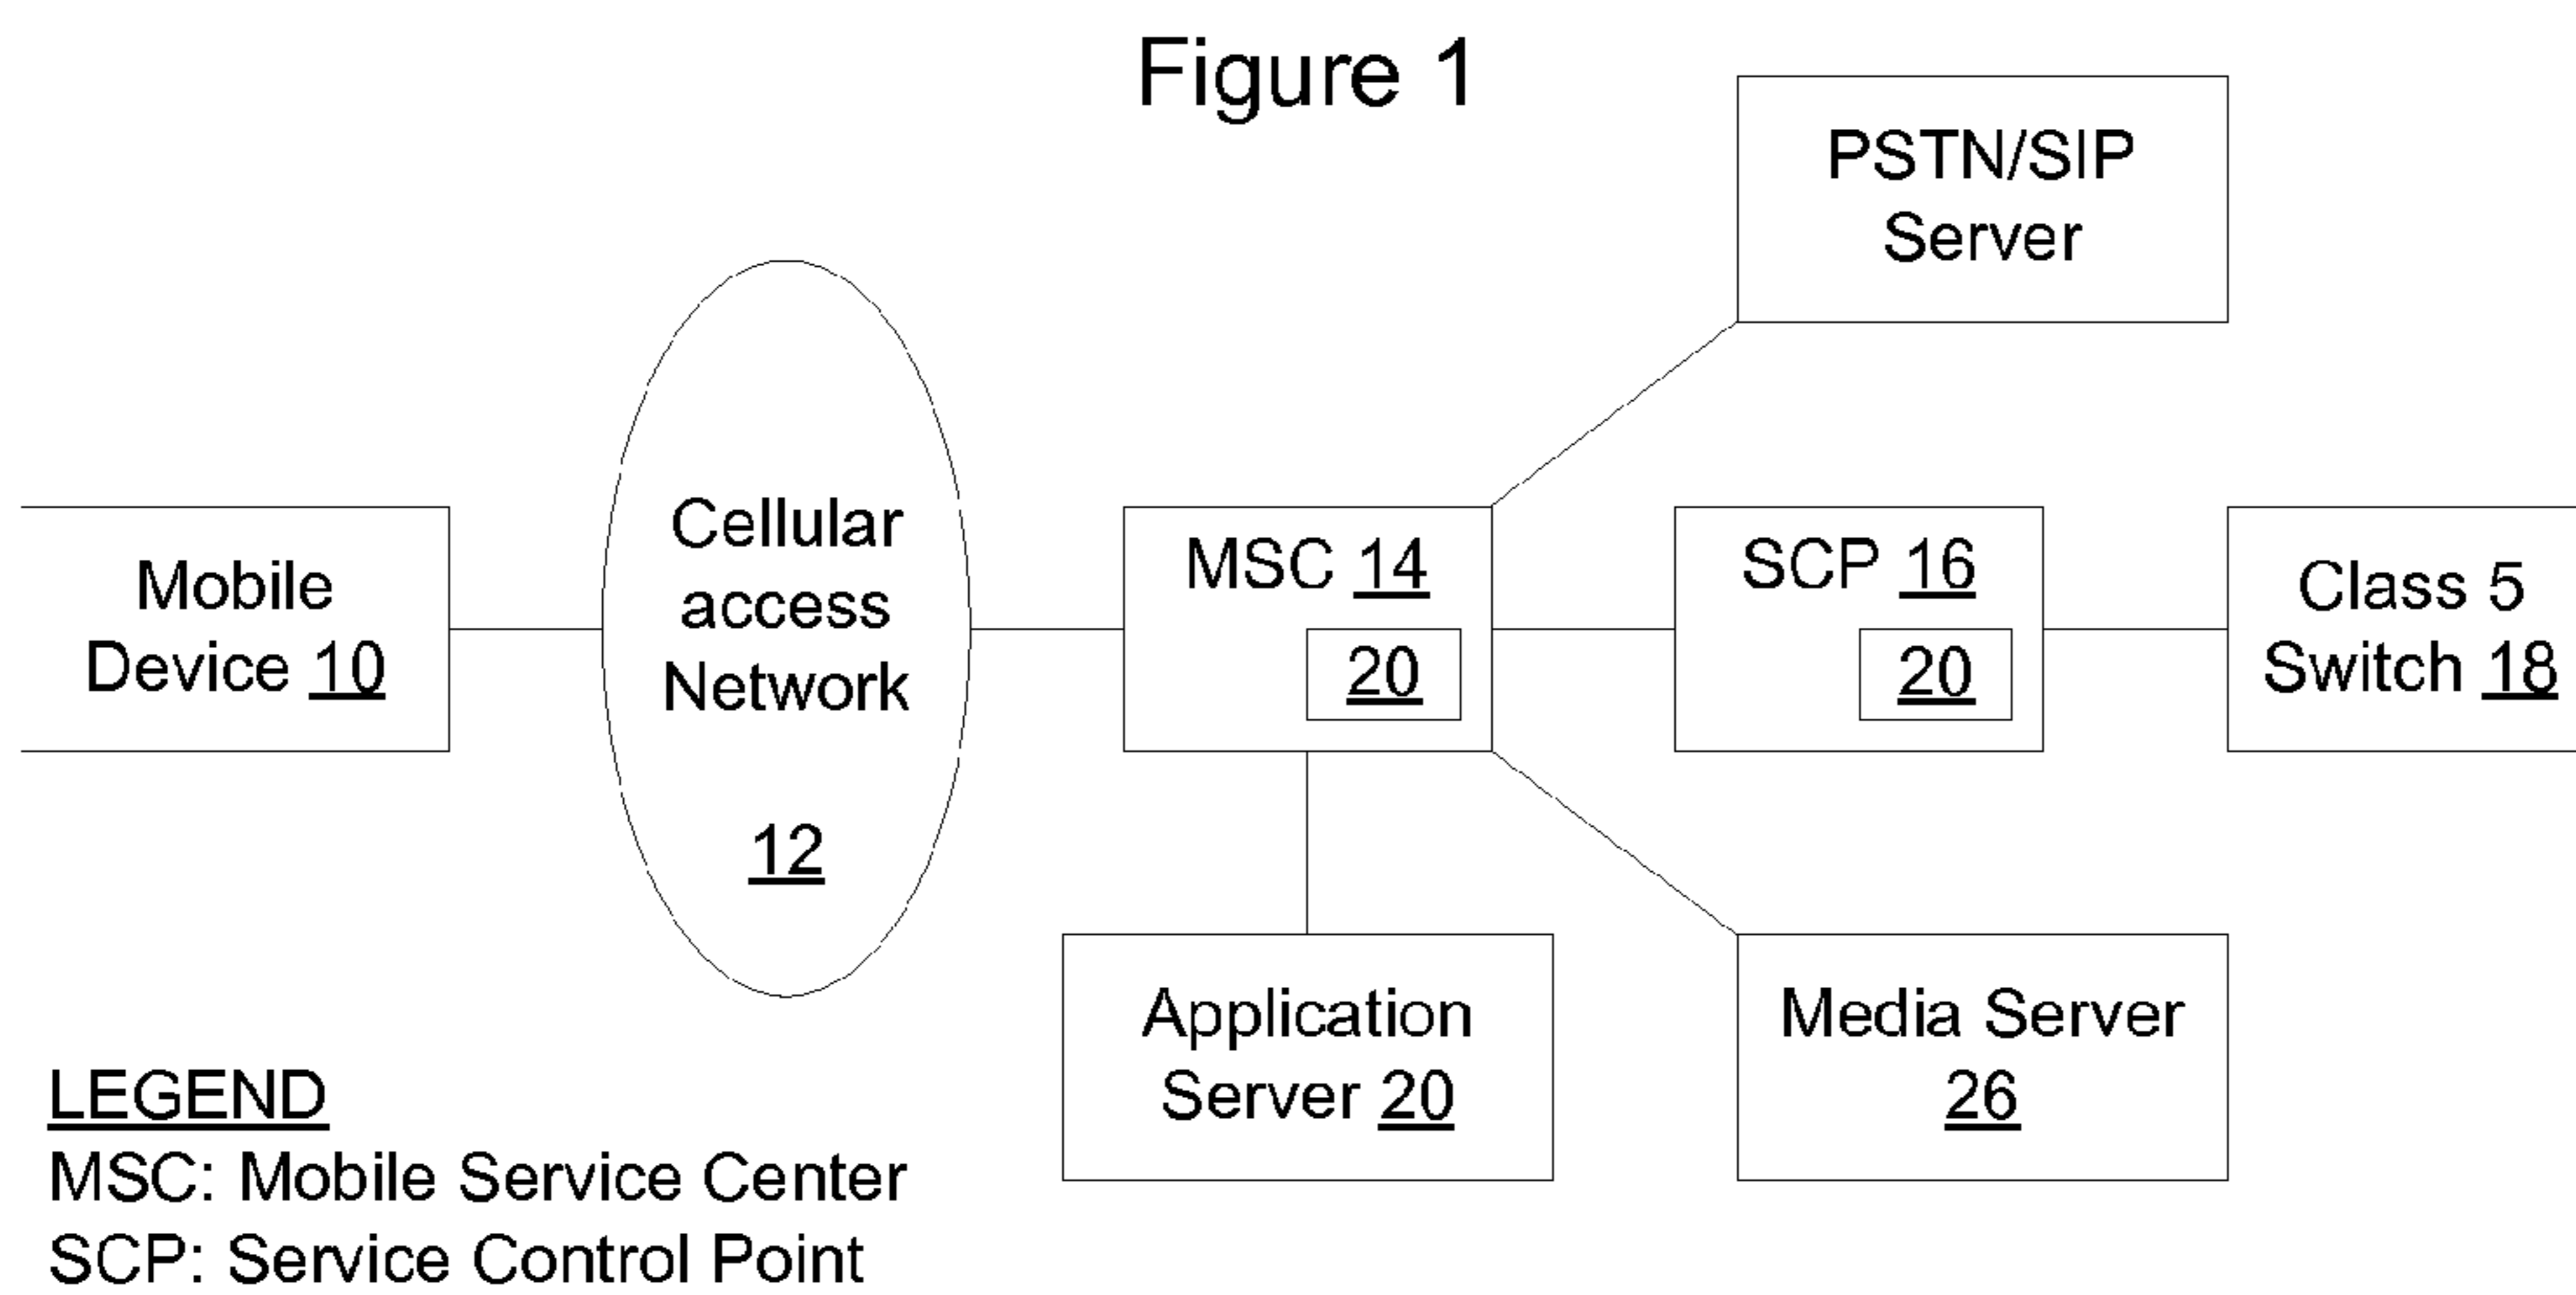 Figure 1
PSTN/SIP
Server
Mobile
Device 10
Cellular
access
Network
12
MSC 14
20
SCP 16
20
Class 5
Switch 18
Application
Server 20
Media Server
26
LEGEND
MSC: Mobile Service Center
SCP: Service Control Point